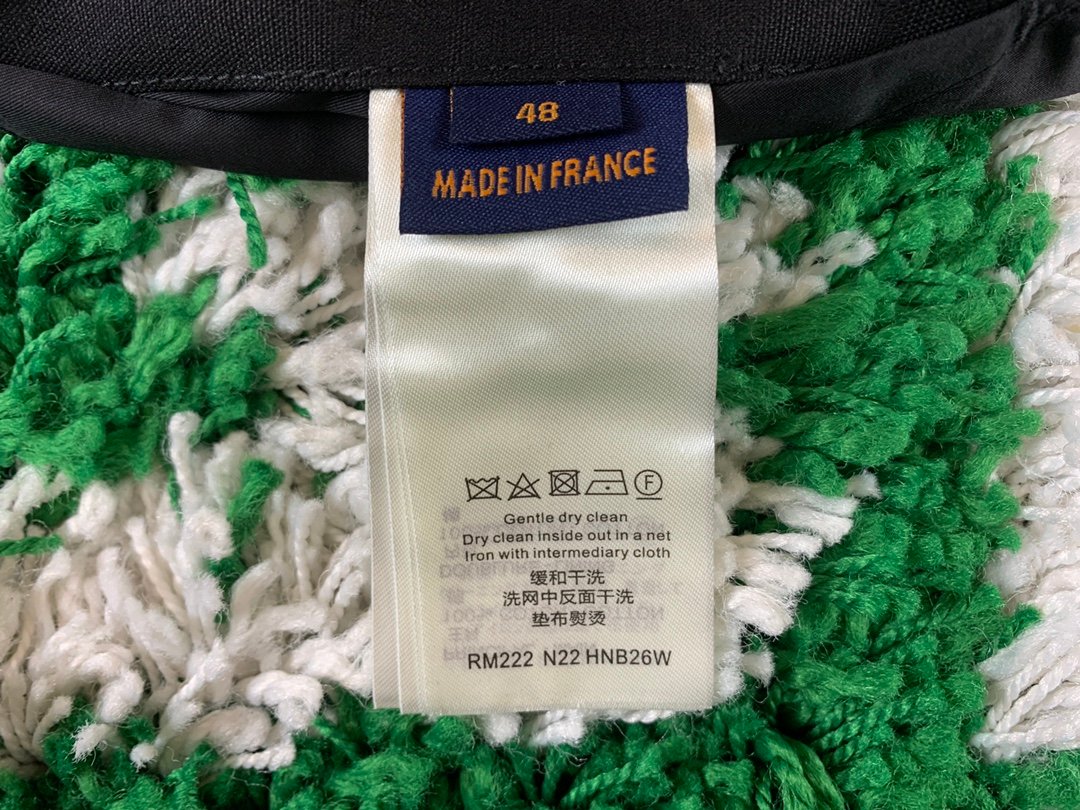 48
MADE IN FRANCE
Gentle dry clean
Dry clean inside out in a net
Iron with intermediary cloth
缓和干洗
洗网中反面干洗
垫布熨烫
RM222 N22 HNB26W